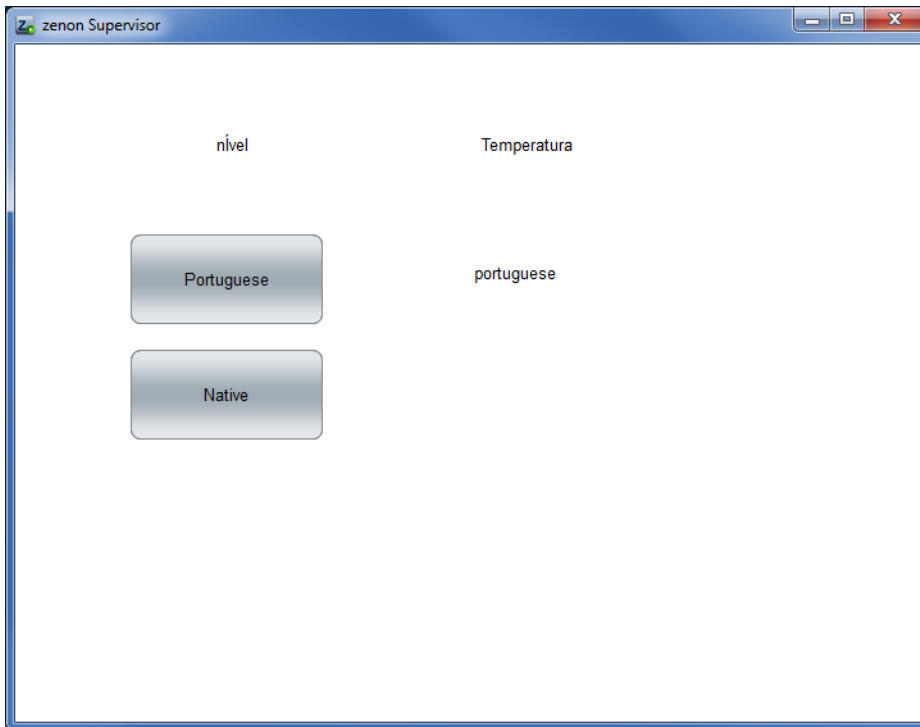 zenon Supervisor
nÍvel
Temperatura
Portuguese
portuguese
Native